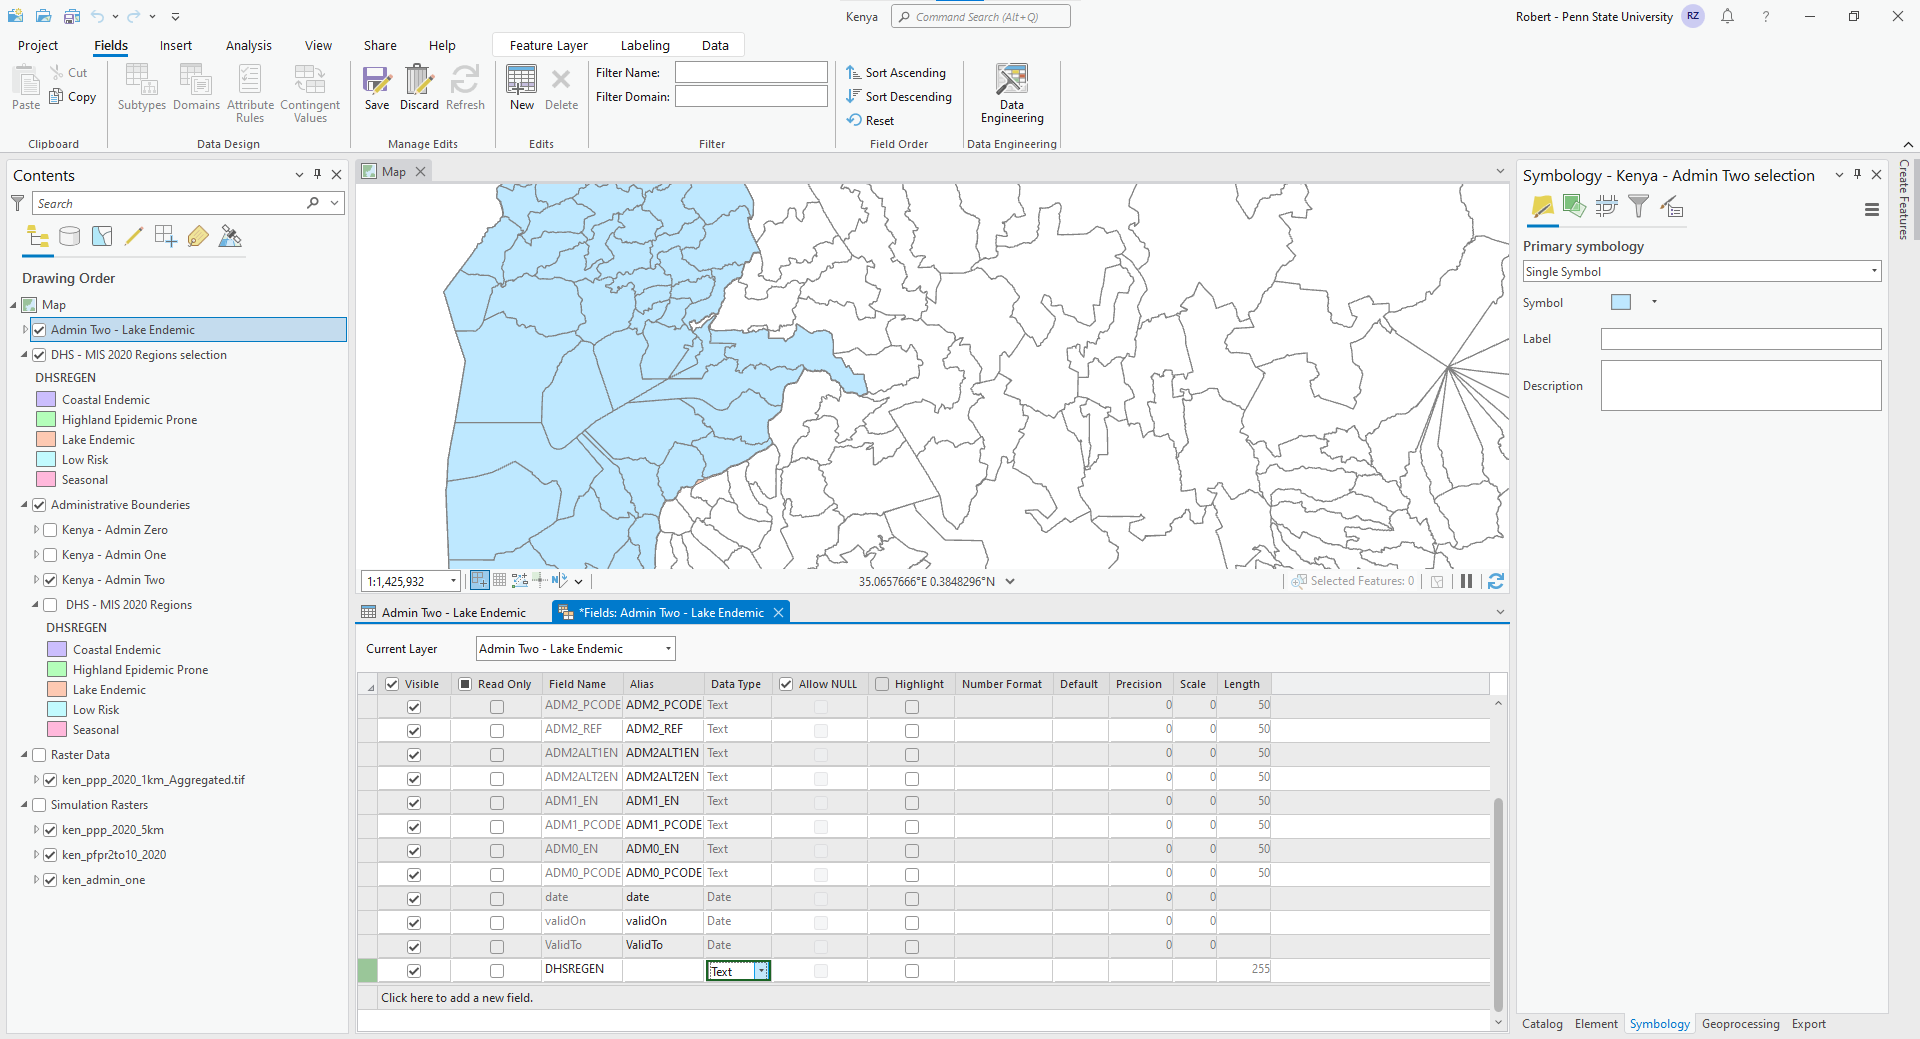 Kenya
Command Search (Alt+Q)
Robert - Penn State University
RZ
?
Project
Fields
Insert
Analysis
View
Share
Help
Feature Layer
Labeling
Data
Paste
Cut
Copy
Clipboard
Subtypes
Domains
Attribute Rules
Contingent Values
Data Design
Save
Discard
Refresh
Manage Edits
New
Delete
Edits
Filter Name:
Filter Domain:
Filter
Sort Ascending
Sort Descending
Reset
Field Order
Data Engineering
Data Engineering
Contents
Search
Drawing Order
Map
Admin Two - Lake Endemic
DHS - MIS 2020 Regions selection
DHSREGEN
Coastal Endemic
Highland Epidemic Prone
Lake Endemic
Low Risk
Seasonal
Administrative Bounderies
Kenya - Admin Zero
Kenya - Admin One
Kenya - Admin Two
DHS - MIS 2020 Regions
DHSREGEN
Coastal Endemic
Highland Epidemic Prone
Lake Endemic
Low Risk
Seasonal
Raster Data
ken_ppp_2020_1km_Aggregated.tif
Simulation Rasters
ken_ppp_2020_5km
ken_pfpr2to10_2020
ken_admin_one
Map
1:1,425,932
N
35.0657666°E 0.3848296°N
Selected Features: 0
Admin Two - Lake Endemic
*Fields: Admin Two - Lake Endemic
Current Layer
Admin Two - Lake Endemic
Visible Read Only Field Name Alias Data Type Allow NULL Highlight Number Format Default Precision Scale Length
ADM2_PCODE ADM2_PCODE Text 0 0 50
ADM2_REF ADM2_REF Text 0 0 50
ADM2ALT1EN ADM2ALT1EN Text 0 0 50
ADM2ALT2EN ADM2ALT2EN Text 0 0 50
ADM1_EN ADM1_EN Text 0 0 50
ADM1_PCODE ADM1_PCODE Text 0 0 50
ADM0_EN ADM0_EN Text 0 0 50
ADM0_PCODE ADM0_PCODE Text 0 0 50
date date Date 0 0
validOn validOn Date 0 0
ValidTo ValidTo Date 0 0
DHSREGEN Text 255
Click here to add a new field.
Symbology - Kenya - Admin Two selection
Primary symbology
Single Symbol
Symbol
Label
Description
Catalog
Element
Symbology
Geoprocessing
Export
Create Features